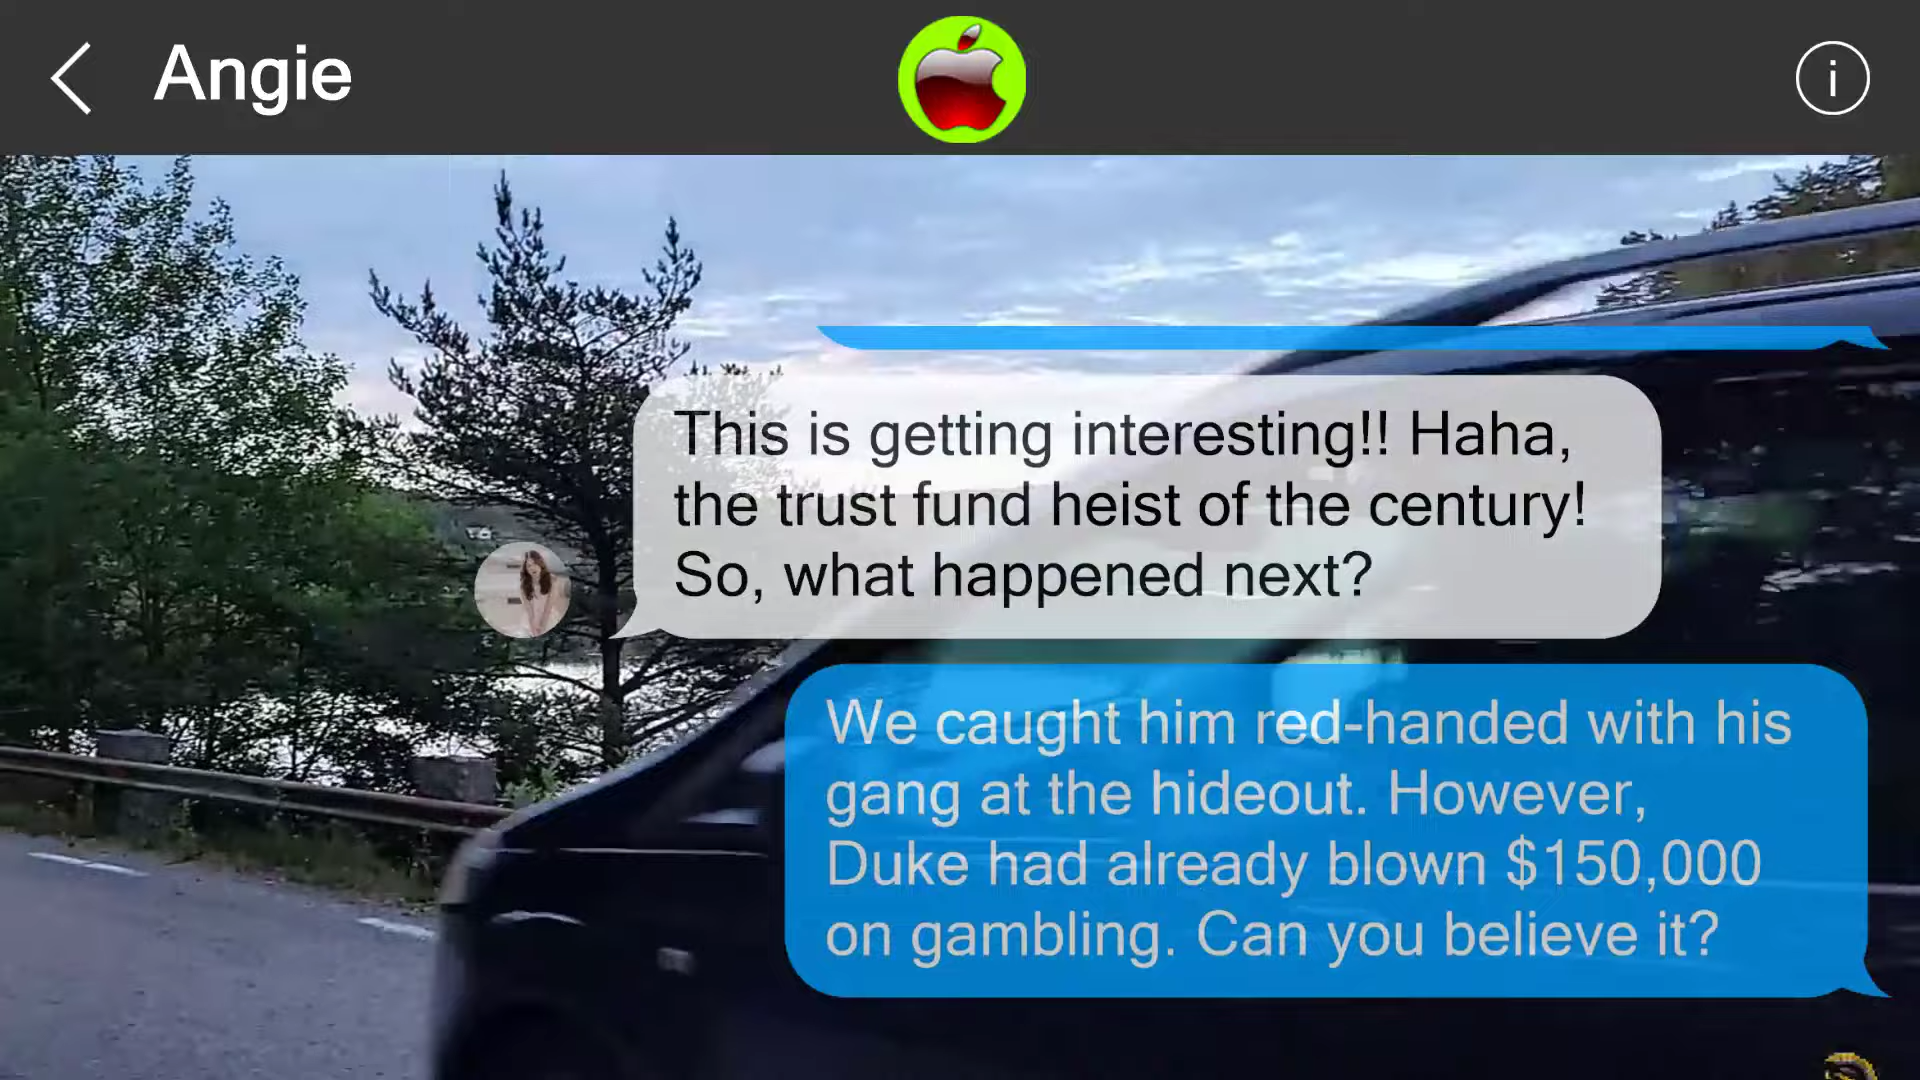 Angie
This is getting interesting!! Haha,
the trust fund heist of the century!
So, what happened next?
We caught him red-handed with his
gang at the hideout. However,
Duke had already blown $150,000
on gambling. Can you believe it?